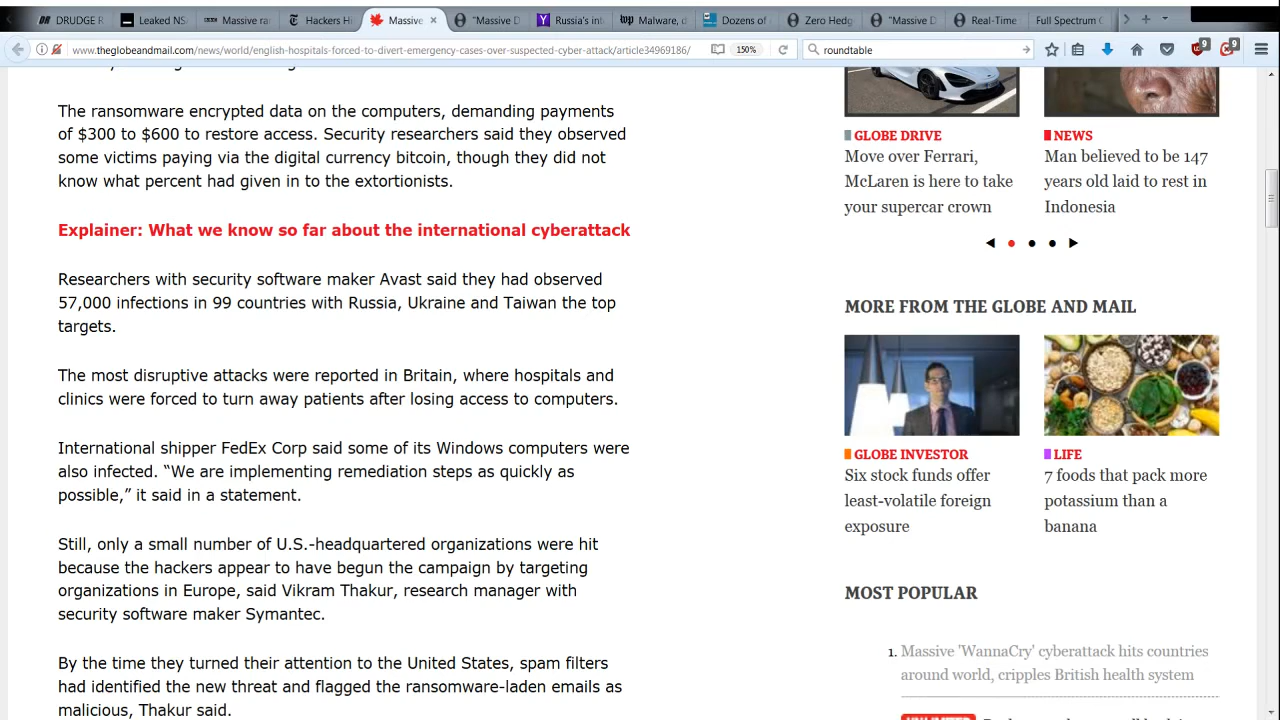 DRUDGE R
Leaked NS
Massive ra
Hackers Hi
Massive
"Massive D
Russia's int
Malware, d
Dozens of
Zero Hedg
"Massive D
Real-Time
Full Spectrum C
www.theglobeandmail.com/news/world/english-hospitals-forced-to-divert-emergency-cases-over-suspected-cyber-attack/article34969186/
150%
roundtable
9
9
The ransomware encrypted data on the computers, demanding payments
of $300 to $600 to restore access. Security researchers said they observed
some victims paying via the digital currency bitcoin, though they did not
know what percent had given in to the extortionists.
Explainer: What we know so far about the international cyberattack
Researchers with security software maker Avast said they had observed
57,000 infections in 99 countries with Russia, Ukraine and Taiwan the top
targets.
The most disruptive attacks were reported in Britain, where hospitals and
clinics were forced to turn away patients after losing access to computers.
International shipper FedEx Corp said some of its Windows computers were
also infected. “We are implementing remediation steps as quickly as
possible,” it said in a statement.
Still, only a small number of U.S.-headquartered organizations were hit
because the hackers appear to have begun the campaign by targeting
organizations in Europe, said Vikram Thakur, research manager with
security software maker Symantec.
By the time they turned their attention to the United States, spam filters
had identified the new threat and flagged the ransomware-laden emails as
malicious, Thakur said.
GLOBE DRIVE
Move over Ferrari,
McLaren is here to take
your supercar crown
NEWS
Man believed to be 147
years old laid to rest in
Indonesia
MORE FROM THE GLOBE AND MAIL
GLOBE INVESTOR
Six stock funds offer
least-volatile foreign
exposure
LIFE
7 foods that pack more
potassium than a
banana
MOST POPULAR
1. Massive 'WannaCry' cyberattack hits countries
around world, cripples British health system